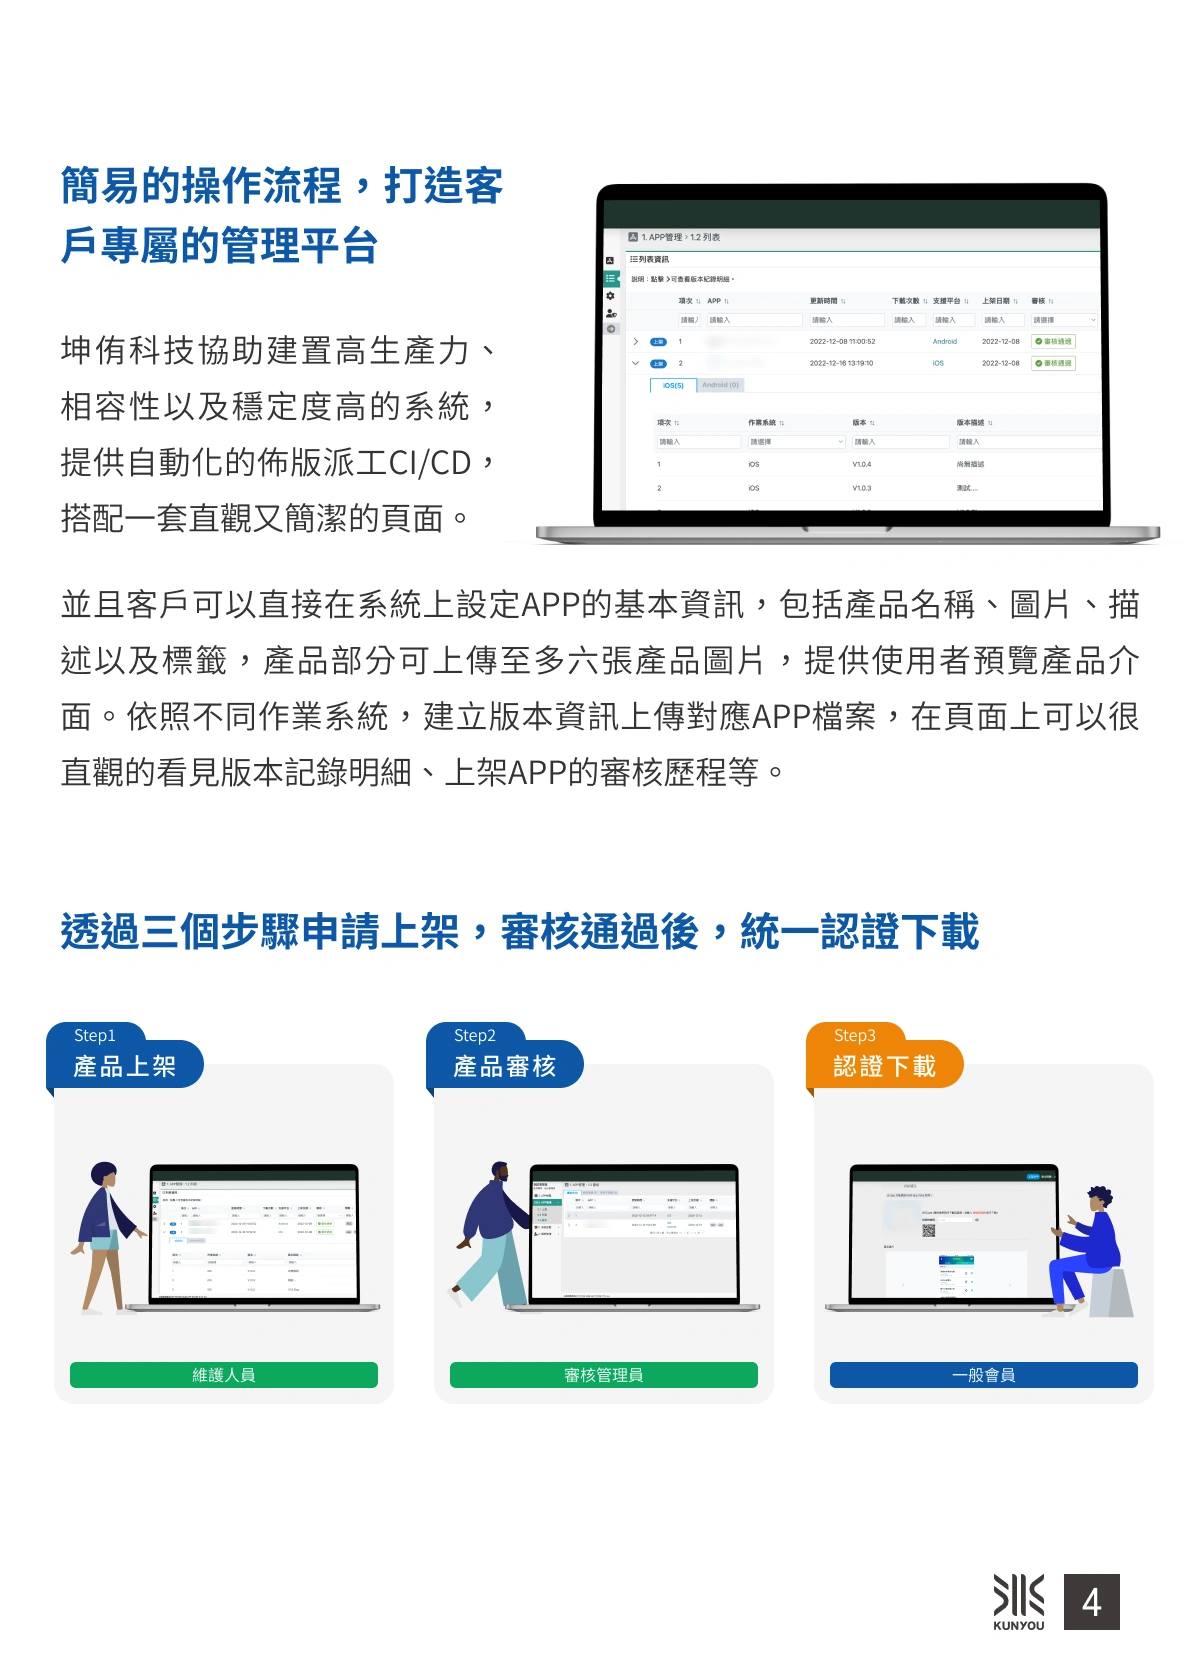 簡易的操作流程，打造客
戶專屬的管理平台
坤侑科技協助建置高生產力、
相容性以及穩定度高的系統，
提供自動化的佈版派工CI/CD，
搭配一套直觀又簡潔的頁面。
1. APP管理 › 1.2 列表
列表資訊
說明：點擊 > 可查看版本紀錄明細。
項次 APP 更新時間 下載次數 支援平台 上架日期 審核
請輸入 請輸入 請輸入 請輸入 請輸入 請選擇
上架 1 2022-12-08 11:00:52 Android 2022-12-08 審核通過
上架 2 2022-12-16 13:19:10 iOS 2022-12-08 審核通過
iOS(5) Android (0)
項次 作業系統 版本 版本描述
請輸入 請選擇 請輸入 請輸入
1 iOS V1.0.4 尚無描述
2 iOS V1.0.3 測試....
並且客戶可以直接在系統上設定APP的基本資訊，包括產品名稱、圖片、描
述以及標籤，產品部分可上傳至多六張產品圖片，提供使用者預覽產品介
面。依照不同作業系統，建立版本資訊上傳對應APP檔案，在頁面上可以很
直觀的看見版本記錄明細、上架APP的審核歷程等。
透過三個步驟申請上架，審核通過後，統一認證下載
Step1
產品上架
維護人員
Step2
產品審核
審核管理員
Step3
認證下載
一般會員
KUNYOU
4